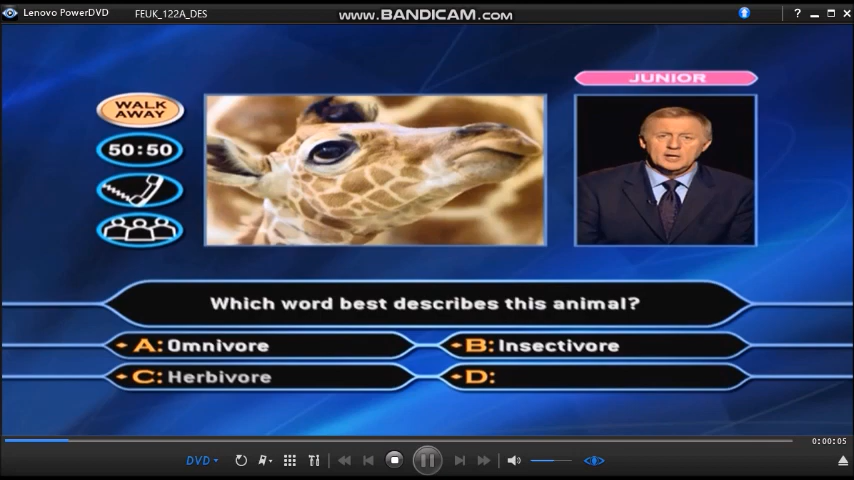 Lenovo PowerDVD
FEUK_122A_DES
WWW.BANDICAM.COM
?
JUNIOR
WALK AWAY
50:50
Which word best describes this animal?
A: Omnivore
B: Insectivore
C: Herbivore
D:
0:00:05
DVD